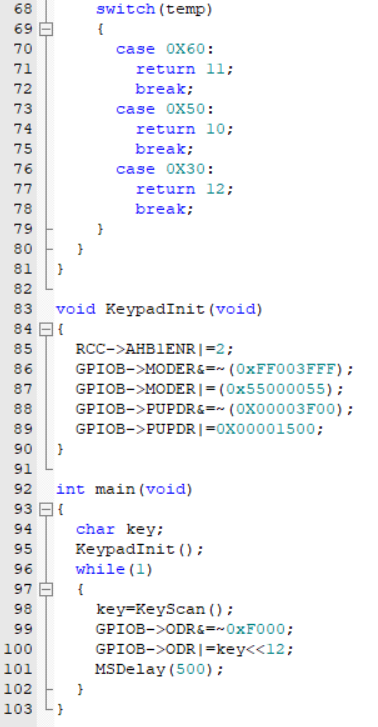 68 switch(temp)
69 {
70 case 0X60:
71 return 11;
72 break;
73 case 0X50:
74 return 10;
75 break;
76 case 0X30:
77 return 12;
78 break;
79 }
80 }
81 }
82
83 void KeypadInit(void)
84 {
85 RCC->AHB1ENR|=2;
86 GPIOB->MODER&=~(0xFF003FFF);
87 GPIOB->MODER|=(0x55000055);
88 GPIOB->PUPDR&=~(0X00003F00);
89 GPIOB->PUPDR|=0X00001500;
90 }
91
92 int main(void)
93 {
94 char key;
95 KeypadInit();
96 while(1)
97 {
98 key=KeyScan();
99 GPIOB->ODR&=~0xF000;
100 GPIOB->ODR|=key<<12;
101 MSDelay(500);
102 }
103 }